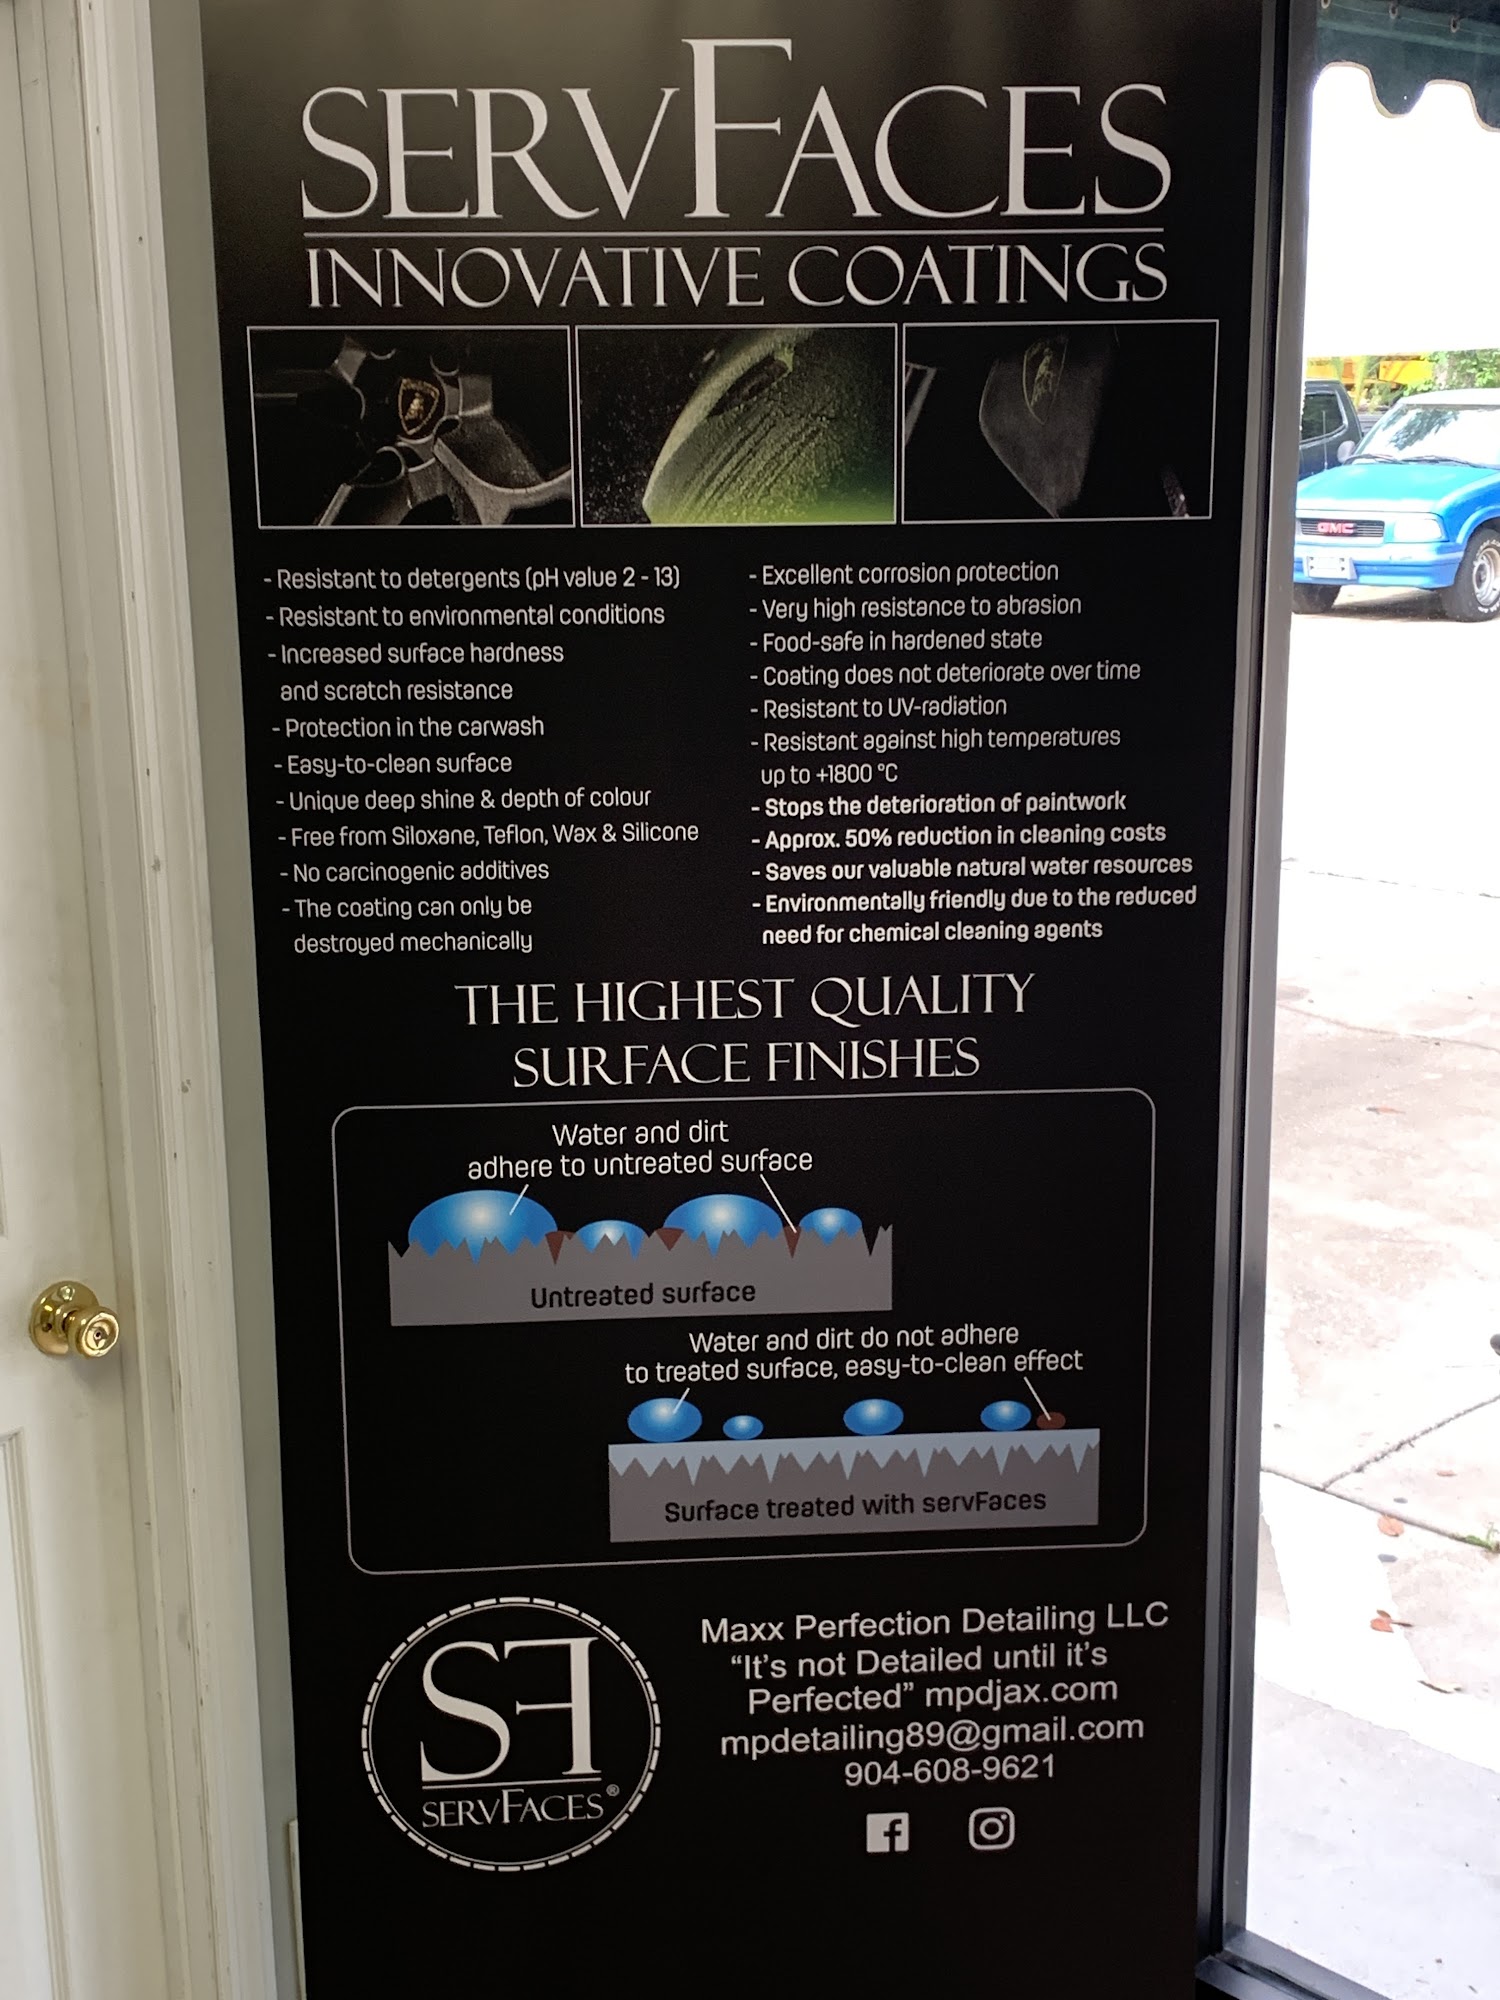 SERVFACES
INNOVATIVE COATINGS
- Resistant to detergents (pH value 2 - 13)
- Resistant to environmental conditions
- Increased surface hardness
and scratch resistance
- Protection in the carwash
- Easy-to-clean surface
- Unique deep shine & depth of colour
- Free from Siloxane, Teflon, Wax & Silicone
- No carcinogenic additives
- The coating can only be
destroyed mechanically
- Excellent corrosion protection
- Very high resistance to abrasion
- Food-safe in hardened state
- Coating does not deteriorate over time
- Resistant to UV-radiation
- Resistant against high temperatures
up to +1800 °C
- Stops the deterioration of paintwork
- Approx. 50% reduction in cleaning costs
- Saves our valuable natural water resources
- Environmentally friendly due to the reduced
need for chemical cleaning agents
THE HIGHEST QUALITY
SURFACE FINISHES
Water and dirt
adhere to untreated surface
Untreated surface
Water and dirt do not adhere
to treated surface, easy-to-clean effect
Surface treated with servFaces
SF
SERVFACES®
Maxx Perfection Detailing LLC
“It's not Detailed until it's
Perfected” mpdjax.com
mpdetailing89@gmail.com
904-608-9621
GMC